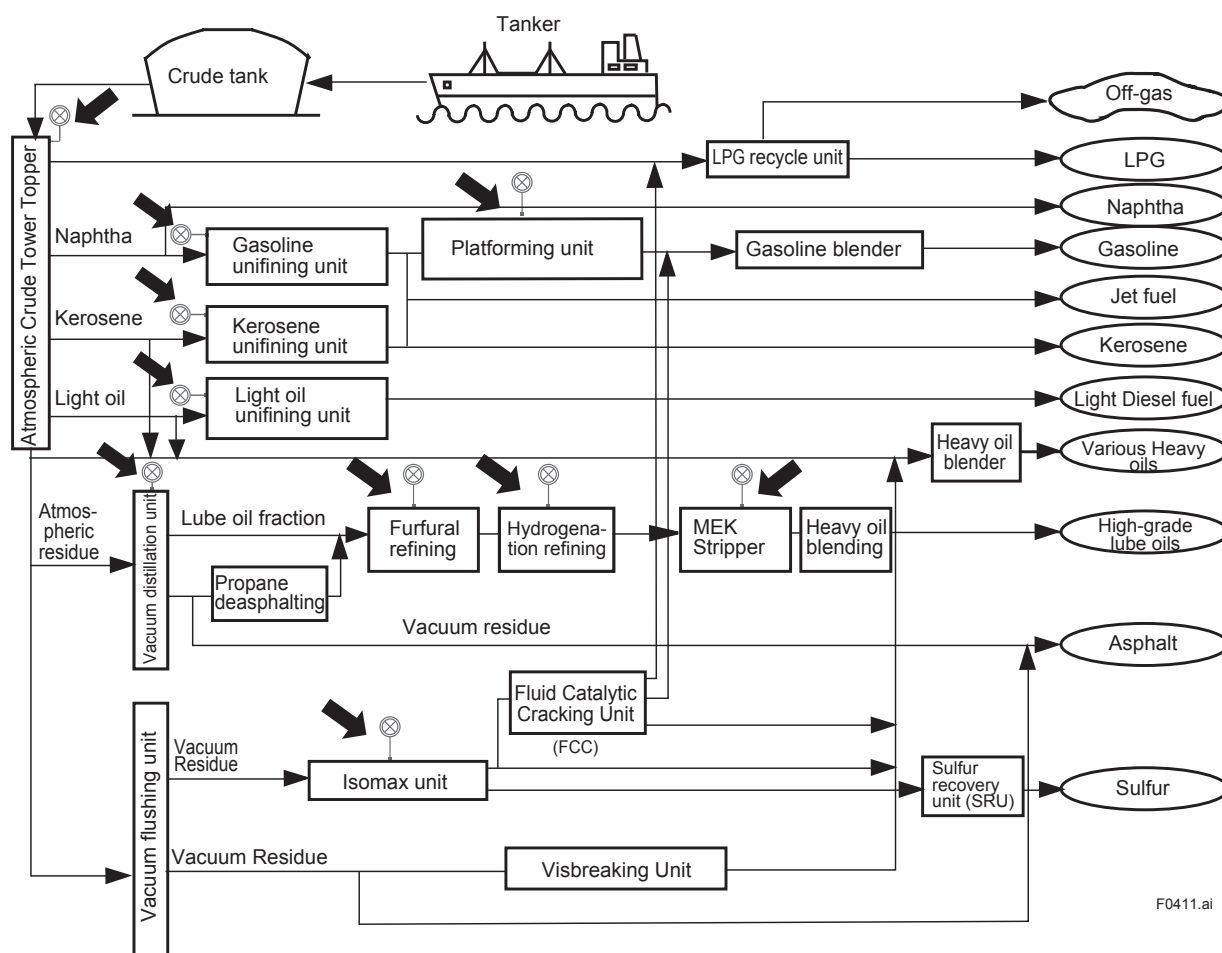 Tanker
Crude tank
Off-gas
LPG recycle unit
LPG
Atmospheric Crude Tower Topper
Naphtha
Naphtha
Gasoline
unifining unit
Platforming unit
Gasoline blender
Gasoline
Jet fuel
Kerosene
Kerosene
unifining unit
Kerosene
Light oil
Light oil
unifining unit
Light Diesel fuel
Heavy oil
blender
Various Heavy
oils
Atmos-
pheric
residue
Vacuum distillation unit
Lube oil fraction
Furfural
refining
Hydrogena-
tion refining
MEK
Stripper
Heavy oil
blending
High-grade
lube oils
Propane
deasphalting
Vacuum residue
Asphalt
Fluid Catalytic
Cracking Unit
(FCC)
Vacuum flushing unit
Vacuum
Residue
Isomax unit
Sulfur
recovery
unit (SRU)
Sulfur
Vacuum Residue
Visbreaking Unit
F0411.ai